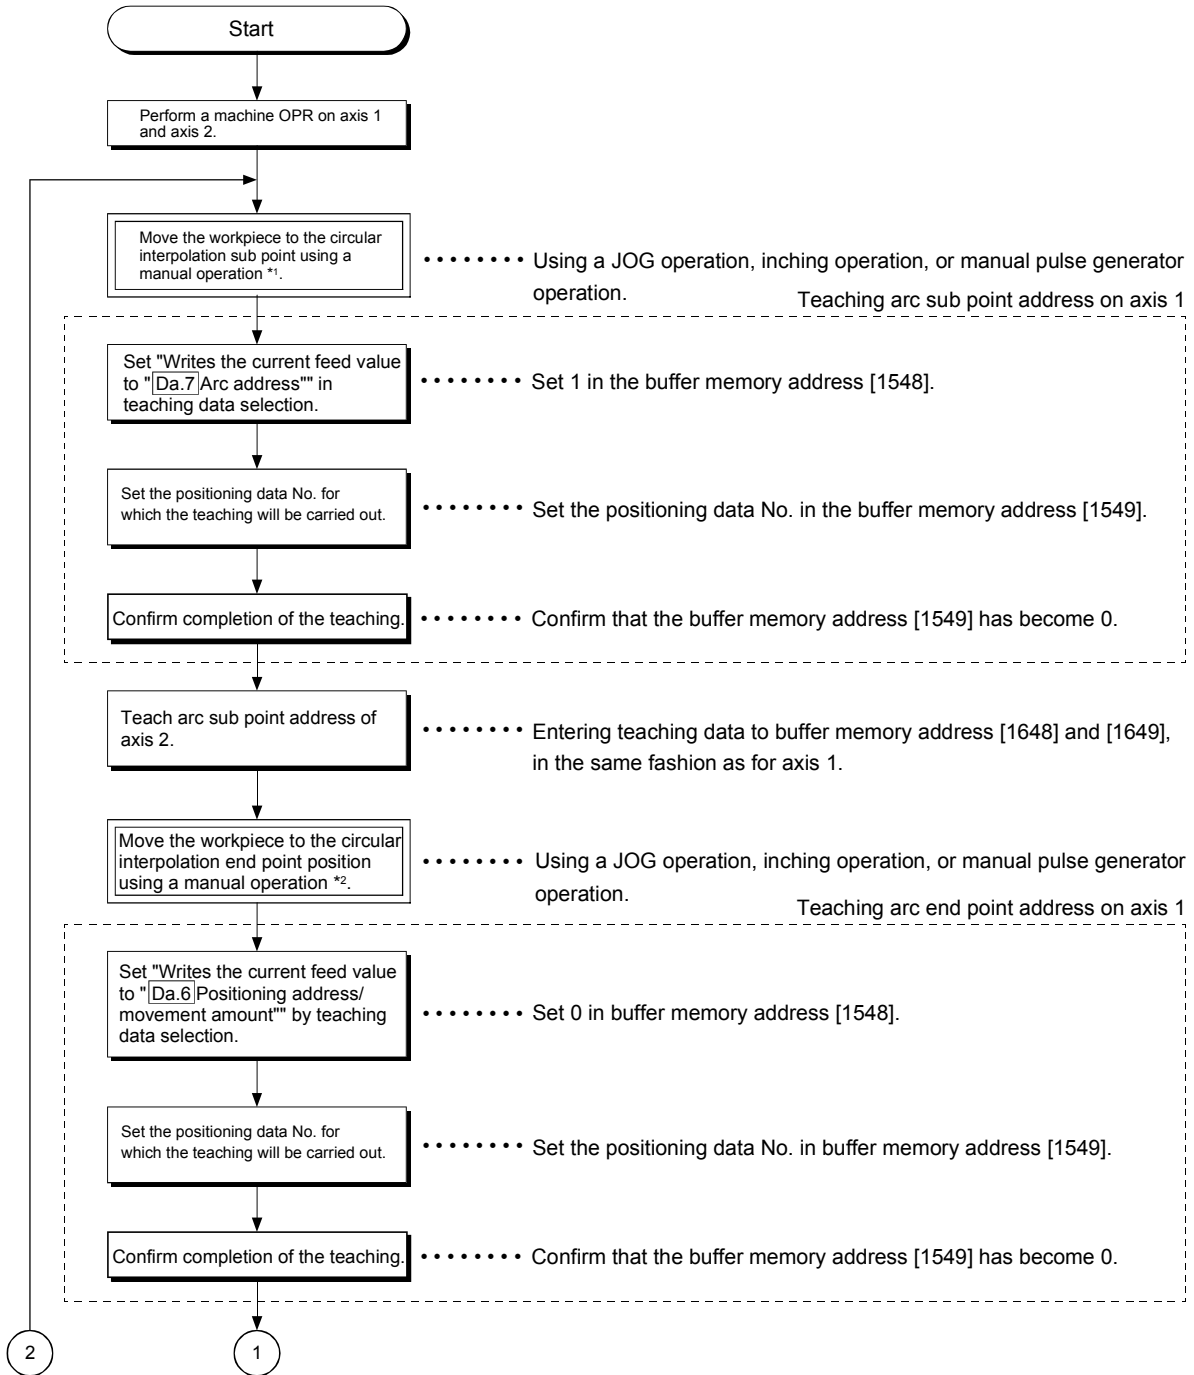 Start
Perform a machine OPR on axis 1
and axis 2.
Move the workpiece to the circular
interpolation sub point using a
manual operation *1.
• • • • • • • • Using a JOG operation, inching operation, or manual pulse generator
operation.
Teaching arc sub point address on axis 1
Set "Writes the current feed value
to "Da.7 Arc address"" in
teaching data selection.
• • • • • • • • Set 1 in the buffer memory address [1548].
Set the positioning data No. for
which the teaching will be carried out.
• • • • • • • • Set the positioning data No. in the buffer memory address [1549].
Confirm completion of the teaching.
• • • • • • • • Confirm that the buffer memory address [1549] has become 0.
Teach arc sub point address of
axis 2.
• • • • • • • • Entering teaching data to buffer memory address [1648] and [1649],
in the same fashion as for axis 1.
Move the workpiece to the circular
interpolation end point position
using a manual operation *2.
• • • • • • • • Using a JOG operation, inching operation, or manual pulse generator
operation.
Teaching arc end point address on axis 1
Set "Writes the current feed value
to "Da.6 Positioning address/
movement amount"" by teaching
data selection.
• • • • • • • • Set 0 in buffer memory address [1548].
Set the positioning data No. for
which the teaching will be carried out.
• • • • • • • • Set the positioning data No. in buffer memory address [1549].
Confirm completion of the teaching.
• • • • • • • • Confirm that the buffer memory address [1549] has become 0.
2
1